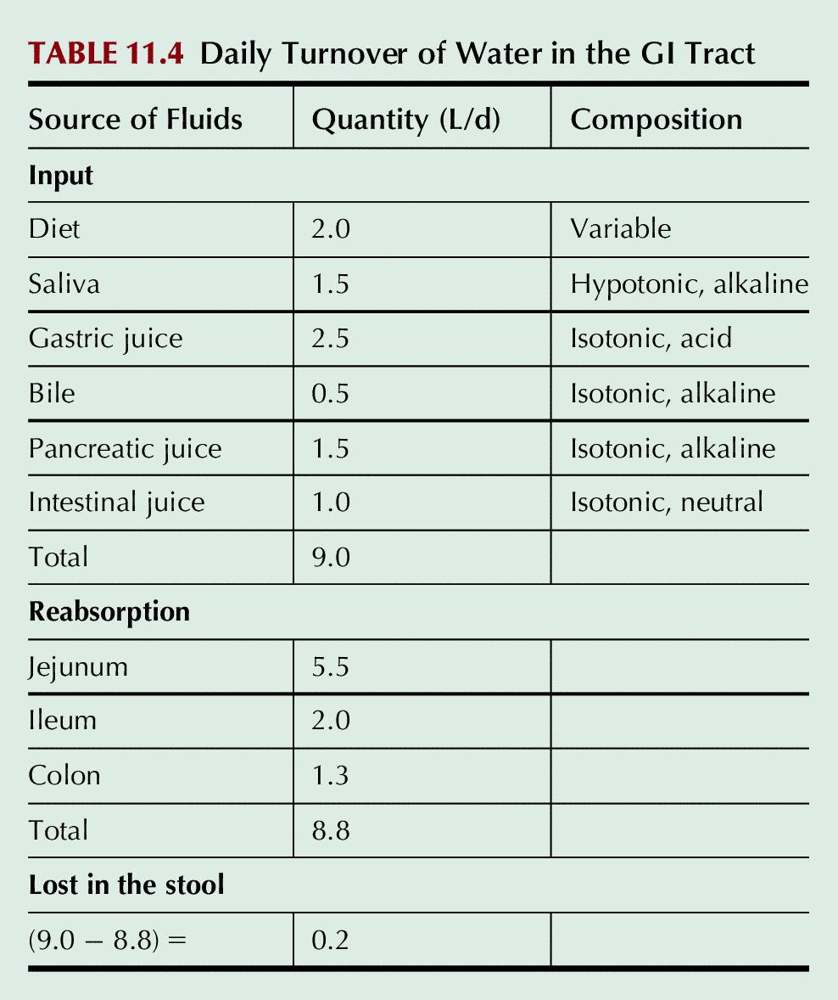 TABLE 11.4 Daily Turnover of Water in the GI Tract
Source of Fluids Quantity (L/d) Composition
Input
Diet 2.0 Variable
Saliva 1.5 Hypotonic, alkaline
Gastric juice 2.5 Isotonic, acid
Bile 0.5 Isotonic, alkaline
Pancreatic juice 1.5 Isotonic, alkaline
Intestinal juice 1.0 Isotonic, neutral
Total 9.0
Reabsorption
Jejunum 5.5
Ileum 2.0
Colon 1.3
Total 8.8
Lost in the stool
(9.0 − 8.8) = 0.2